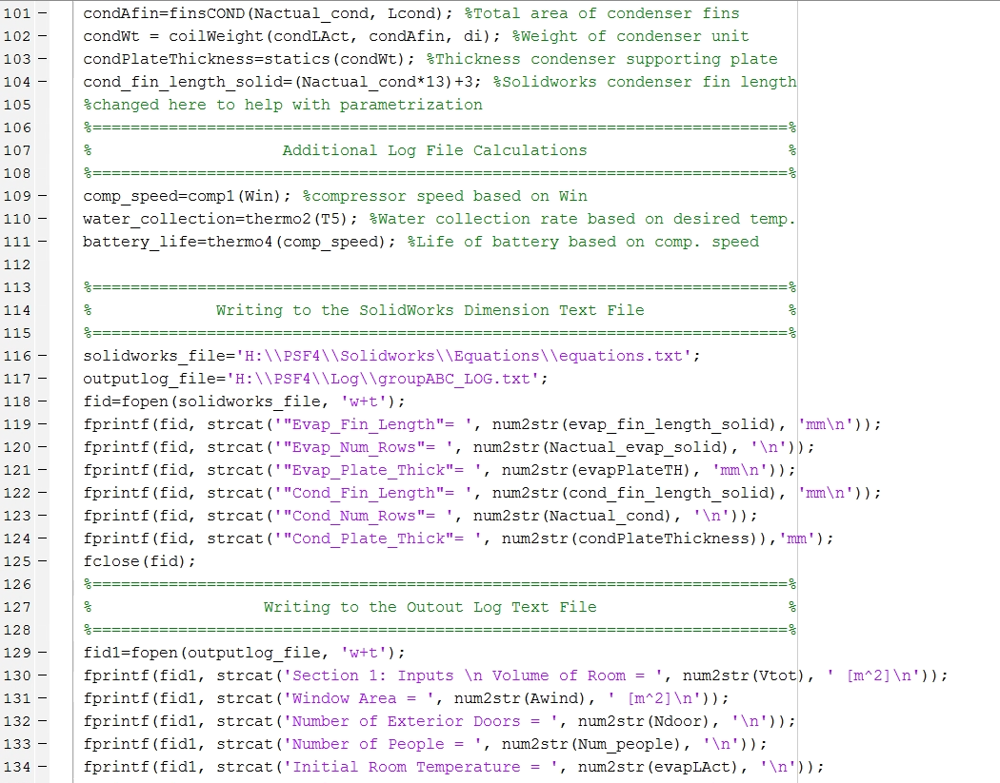 101 – condAfin=finsCOND(Nactual_cond, Lcond); %Total area of condenser fins
102 – condWt = coilWeight(condLAct, condAfin, di); %Weight of condenser unit
103 – condPlateThickness=statics(condWt); %Thickness condenser supporting plate
104 – cond_fin_length_solid=(Nactual_cond*13)+3; %Solidworks condenser fin length
105 %changed here to help with parametrization
106 %=========================================================================%
107 % Additional Log File Calculations %
108 %=========================================================================%
109 – comp_speed=comp1(Win); %compressor speed based on Win
110 – water_collection=thermo2(T5); %Water collection rate based on desired temp.
111 – battery_life=thermo4(comp_speed); %Life of battery based on comp. speed
112
113 %=========================================================================%
114 % Writing to the SolidWorks Dimension Text File %
115 %=========================================================================%
116 – solidworks_file='H:\\PSF4\\Solidworks\\Equations\\equations.txt';
117 – outputlog_file='H:\\PSF4\\Log\\groupABC_LOG.txt';
118 – fid=fopen(solidworks_file, 'w+t');
119 – fprintf(fid, strcat('"Evap_Fin_Length"= ', num2str(evap_fin_length_solid), 'mm\n'));
120 – fprintf(fid, strcat('"Evap_Num_Rows"= ', num2str(Nactual_evap_solid), '\n'));
121 – fprintf(fid, strcat('"Evap_Plate_Thick"= ', num2str(evapPlateTH), 'mm\n'));
122 – fprintf(fid, strcat('"Cond_Fin_Length"= ', num2str(cond_fin_length_solid), 'mm\n'));
123 – fprintf(fid, strcat('"Cond_Num_Rows"= ', num2str(Nactual_cond), '\n'));
124 – fprintf(fid, strcat('"Cond_Plate_Thick"= ', num2str(condPlateThickness)),'mm');
125 – fclose(fid);
126 %=========================================================================%
127 % Writing to the Outout Log Text File %
128 %=========================================================================%
129 – fid1=fopen(outputlog_file, 'w+t');
130 – fprintf(fid1, strcat('Section 1: Inputs \n Volume of Room = ', num2str(Vtot), ' [m^2]\n'));
131 – fprintf(fid1, strcat('Window Area = ', num2str(Awind), ' [m^2]\n'));
132 – fprintf(fid1, strcat('Number of Exterior Doors = ', num2str(Ndoor), '\n'));
133 – fprintf(fid1, strcat('Number of People = ', num2str(Num_people), '\n'));
134 – fprintf(fid1, strcat('Initial Room Temperature = ', num2str(evapLAct), '\n'));